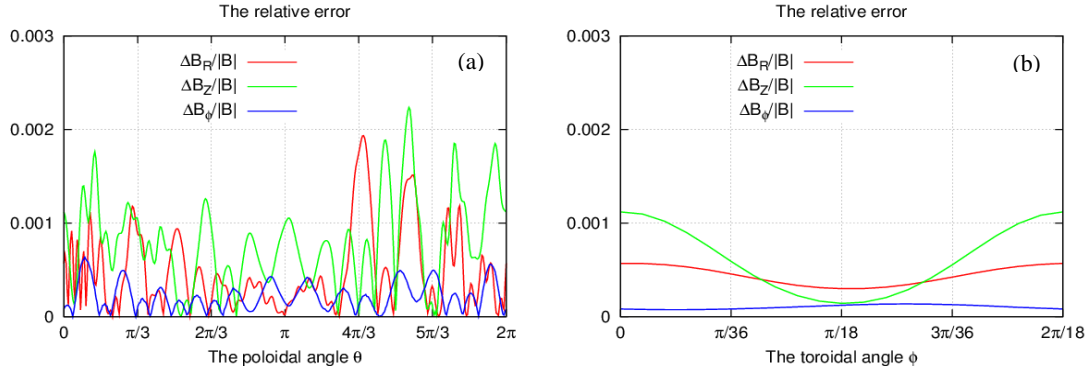 The relative error
0.003
0.002
0.001
0
(a)
ΔB_R/|B|
ΔB_Z/|B|
ΔB_ϕ/|B|
0 π/3 2π/3 π 4π/3 5π/3 2π
The poloidal angle θ
The relative error
0.003
0.002
0.001
0
(b)
ΔB_R/|B|
ΔB_Z/|B|
ΔB_ϕ/|B|
0 π/36 π/18 3π/36 2π/18
The toroidal angle ϕ